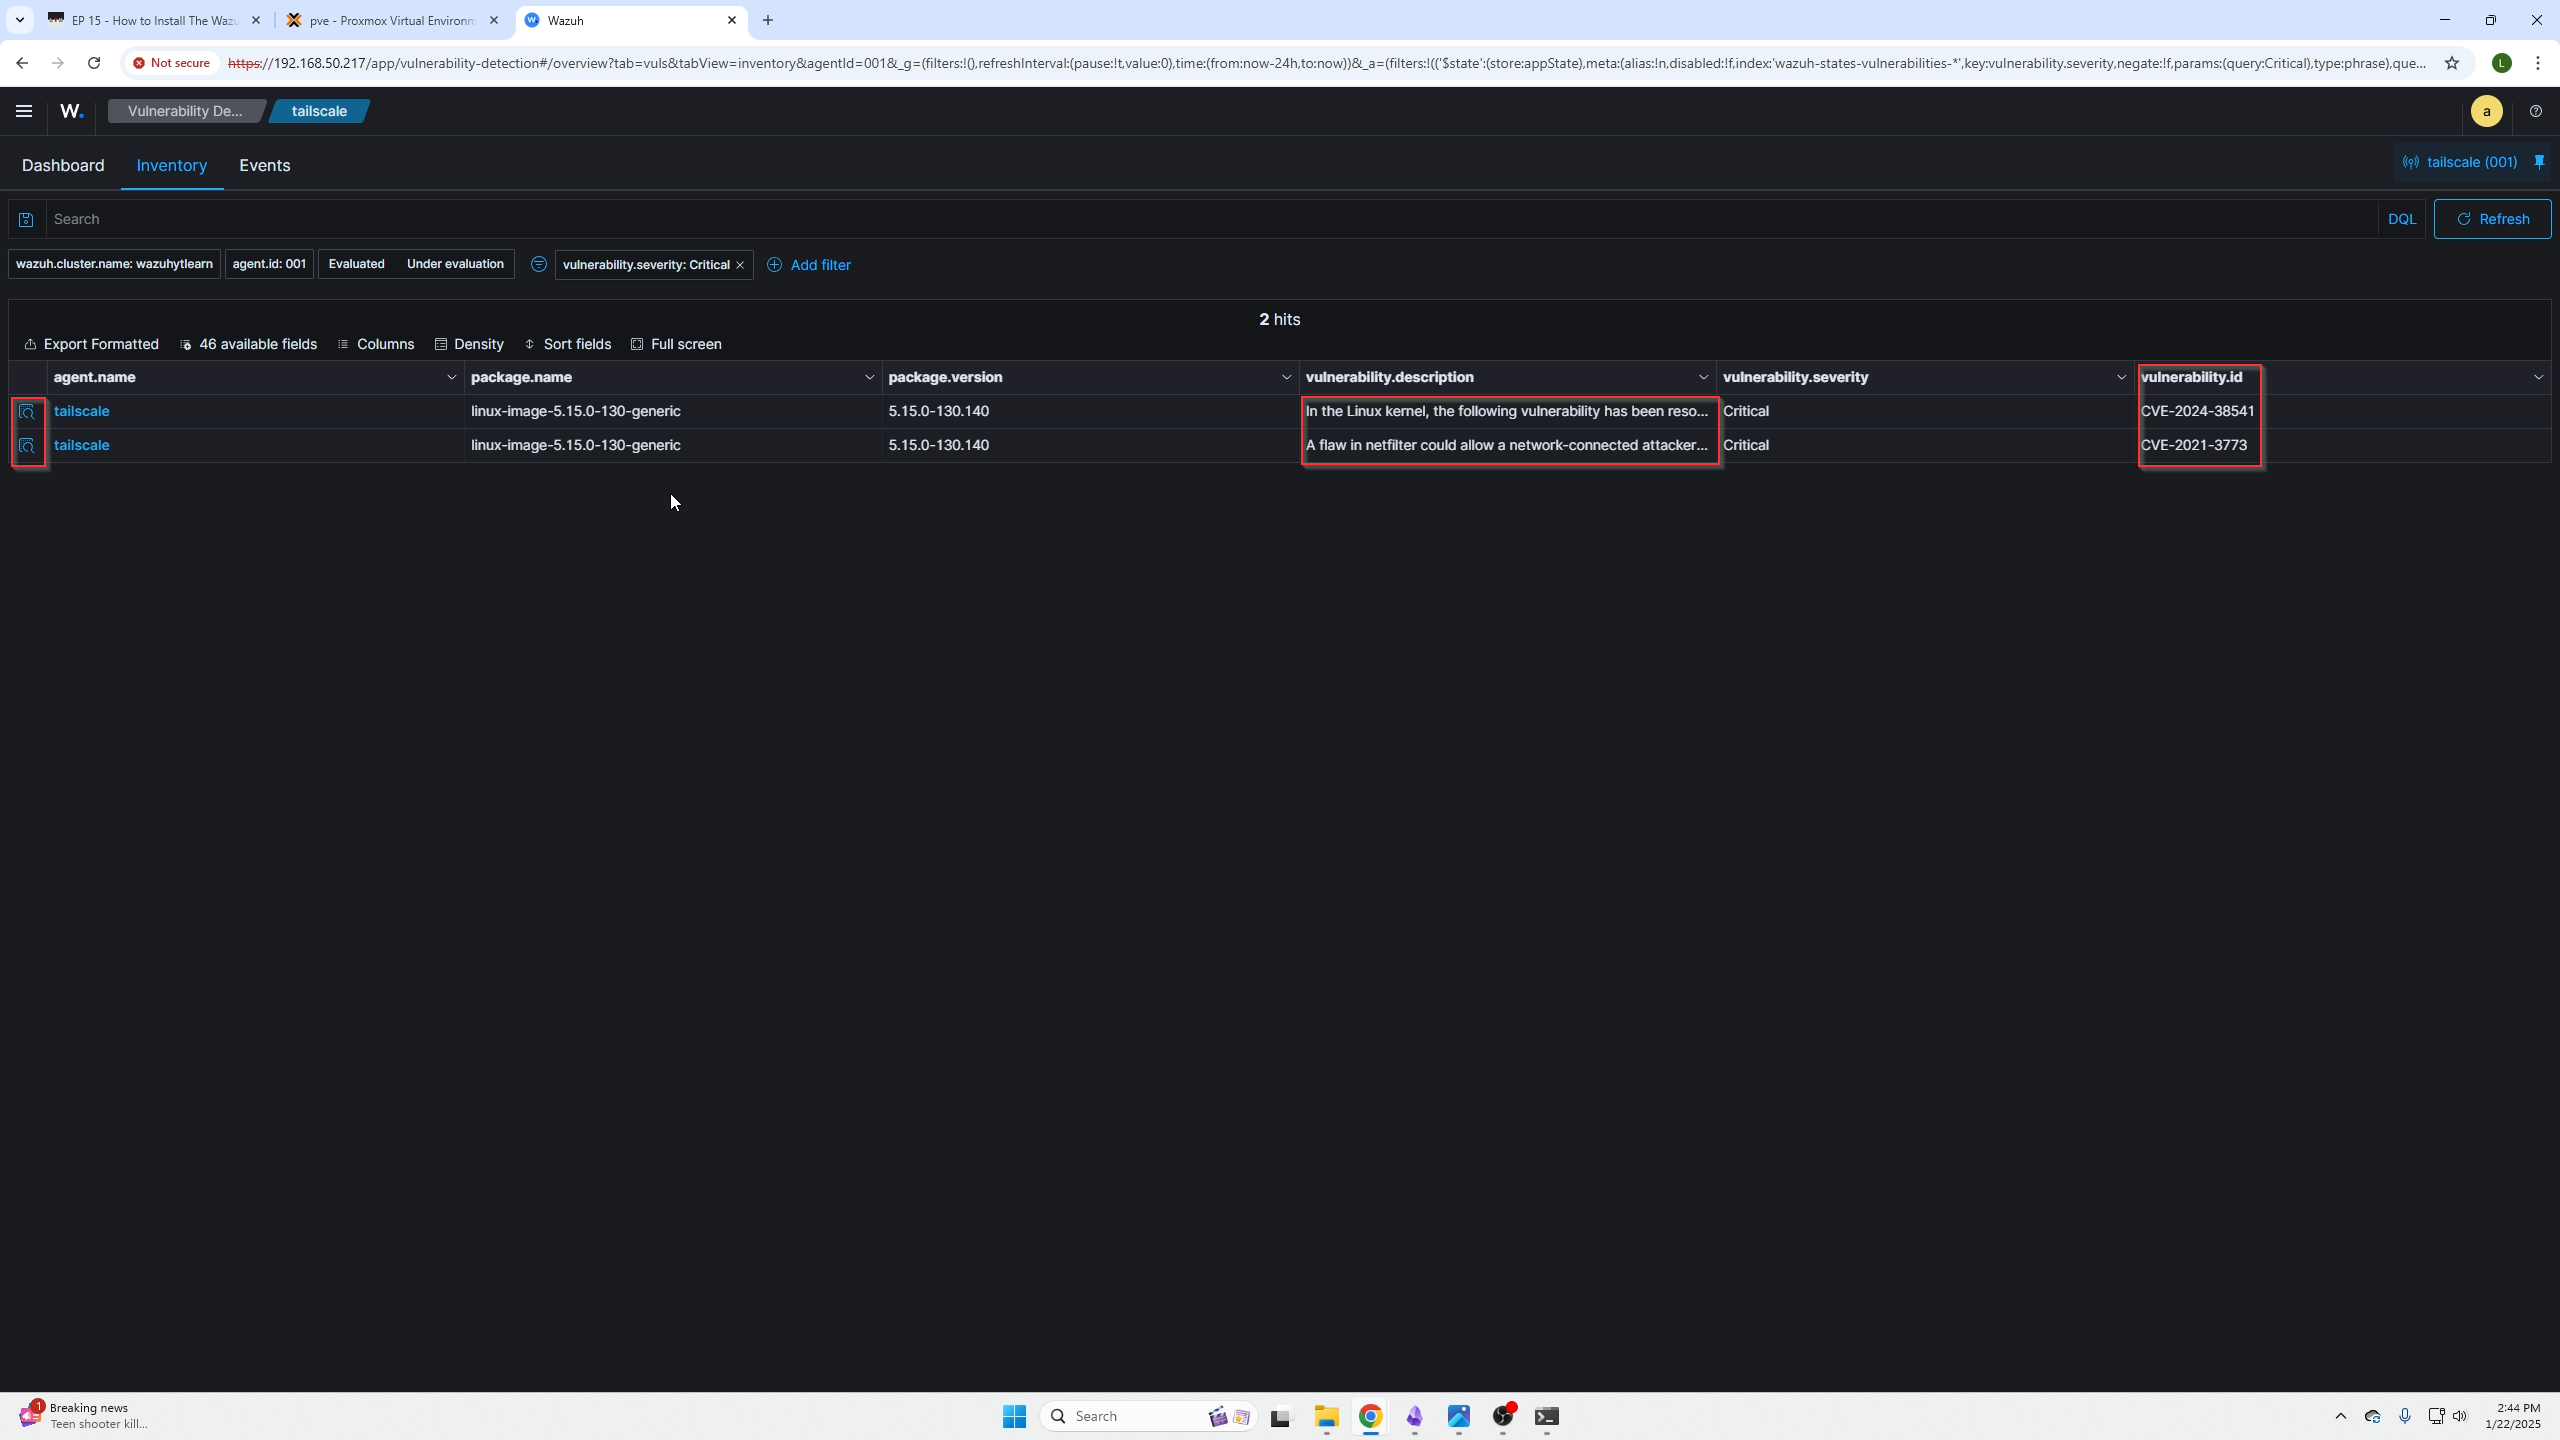 EP 15 - How to Install The Wazu
pve - Proxmox Virtual Environm
Wazuh
Not secure
https://192.168.50.217/app/vulnerability-detection#/overview?tab=vuls&tabView=inventory&agentId=001&_g=(filters:!(),refreshInterval:(pause:!t,value:0),time:(from:now-24h,to:now))&_a=(filters:!(('$state':(store:appState),meta:(alias:!n,disabled:!f,index:'wazuh-states-vulnerabilities-*',key:vulnerability.severity,negate:!f,params:(query:Critical),type:phrase),que...
L
W.
Vulnerability De...
tailscale
a
Dashboard
Inventory
Events
tailscale (001)
Search
DQL
Refresh
wazuh.cluster.name: wazuhytlearn
agent.id: 001
Evaluated
Under evaluation
vulnerability.severity: Critical
Add filter
2 hits
Export Formatted
46 available fields
Columns
Density
Sort fields
Full screen
agent.name
package.name
package.version
vulnerability.description
vulnerability.severity
vulnerability.id
tailscale
linux-image-5.15.0-130-generic
5.15.0-130.140
In the Linux kernel, the following vulnerability has been reso...
Critical
CVE-2024-38541
tailscale
linux-image-5.15.0-130-generic
5.15.0-130.140
A flaw in netfilter could allow a network-connected attacker...
Critical
CVE-2021-3773
1
Breaking news
Teen shooter kill...
Search
2:44 PM
1/22/2025